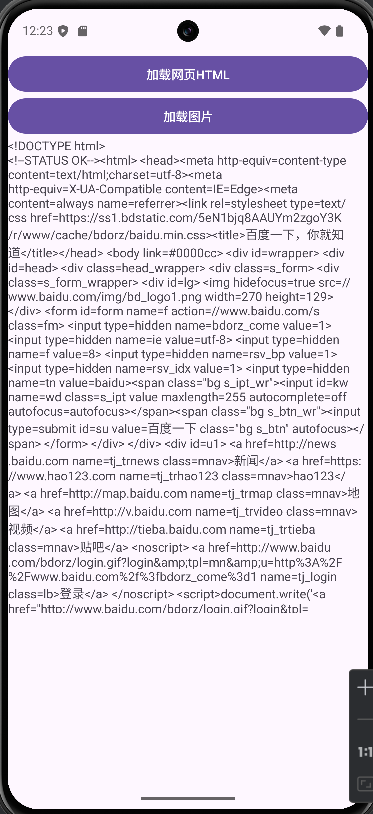 12:23
加载网页HTML
加载图片
<!DOCTYPE html>
<!--STATUS OK--><html> <head><meta http-equiv=content-type
content=text/html;charset=utf-8><meta
http-equiv=X-UA-Compatible content=IE=Edge><meta
content=always name=referrer><link rel=stylesheet type=text/
css href=https://ss1.bdstatic.com/5eN1bjq8AAUYm2zgoY3K
/r/www/cache/bdorz/baidu.min.css><title>百度一下，你就知
道</title></head> <body link=#0000cc> <div id=wrapper> <div
id=head> <div class=head_wrapper> <div class=s_form> <div
class=s_form_wrapper> <div id=lg> <img hidefocus=true src=//
www.baidu.com/img/bd_logo1.png width=270 height=129>
</div> <form id=form name=f action=//www.baidu.com/s
class=fm> <input type=hidden name=bdorz_come value=1>
<input type=hidden name=ie value=utf-8> <input type=hidden
name=f value=8> <input type=hidden name=rsv_bp value=1>
<input type=hidden name=rsv_idx value=1> <input type=hidden
name=tn value=baidu><span class="bg s_ipt_wr"><input id=kw
name=wd class=s_ipt value maxlength=255 autocomplete=off
autofocus=autofocus></span><span class="bg s_btn_wr"><input
type=submit id=su value=百度一下 class="bg s_btn" autofocus></
span> </form> </div> </div> <div id=u1> <a href=http://news
.baidu.com name=tj_trnews class=mnav>新闻</a> <a href=https:
//www.hao123.com name=tj_trhao123 class=mnav>hao123</
a> <a href=http://map.baidu.com name=tj_trmap class=mnav>地
图</a> <a href=http://v.baidu.com name=tj_trvideo class=mnav>
视频</a> <a href=http://tieba.baidu.com name=tj_trtieba
class=mnav>贴吧</a> <noscript> <a href=http://www.baidu
.com/bdorz/login.gif?login&amp;tpl=mn&amp;u=http%3A%2F
%2Fwww.baidu.com%2f%3fbdorz_come%3d1 name=tj_login
class=lb>登录</a> </noscript> <script>document.write('<a
href="http://www.baidu.com/bdorz/login.gif?login&tpl=
1:1